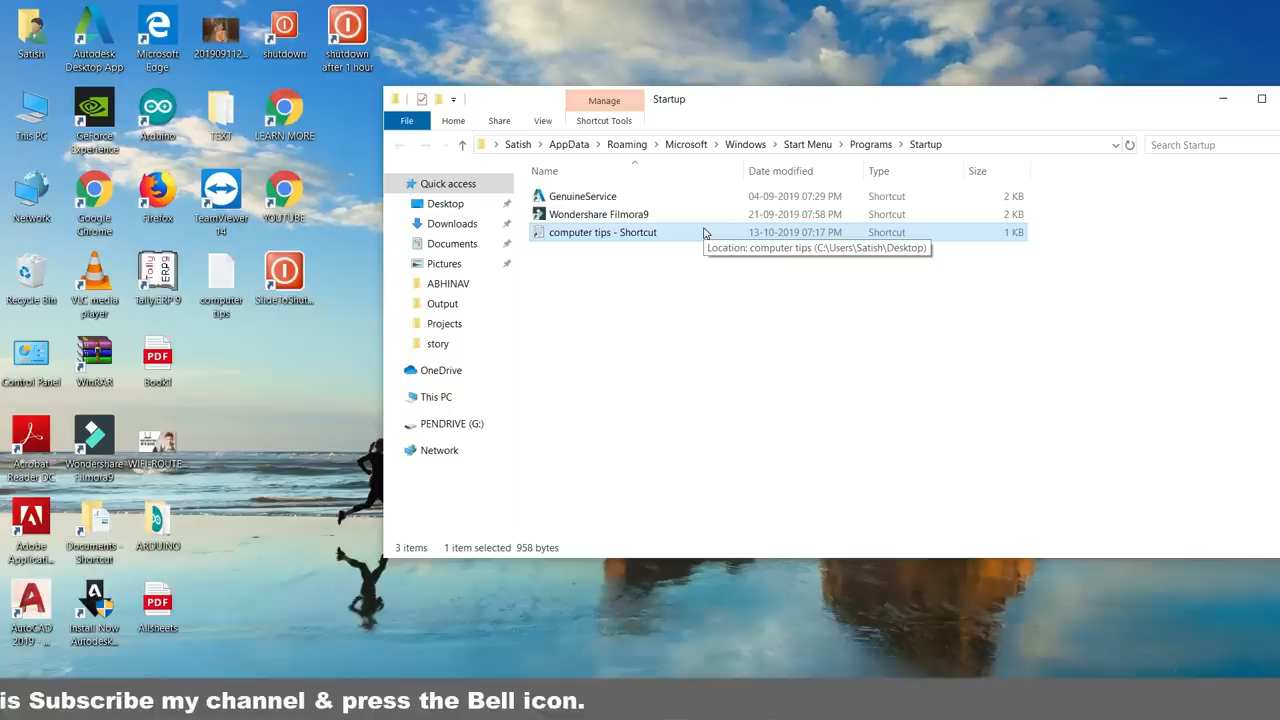 Satish
Autodesk
Desktop App
Microsoft
Edge
201909112...
shutdown
shutdown
after 1 hour
This PC
GeForce
Experience
Arduino
TEXT
LEARN MORE
Network
Google
Chrome
Firefox
TeamViewer
14
YOUTUBE
Recycle Bin
VLC media
player
Tally.ERP 9
computer
tips
SlideToShut...
Control Panel
WinRAR
Book1
Acrobat
Reader DC
Wondershare
Filmora9
WIFI-ROUTE...
Adobe
Applicati...
Documents -
Shortcut
ARDUINO
AutoCAD
2019 - ...
Install Now
Autodesk...
Allsheets
Manage
Startup
File
Home
Share
View
Shortcut Tools
Satish > AppData > Roaming > Microsoft > Windows > Start Menu > Programs > Startup
Search Startup
Name
Date modified
Type
Size
GenuineService 04-09-2019 07:29 PM Shortcut 2 KB
Wondershare Filmora9 21-09-2019 07:58 PM Shortcut 2 KB
computer tips - Shortcut 13-10-2019 07:17 PM Shortcut 1 KB
Location: computer tips (C:\Users\Satish\Desktop)
Quick access
Desktop
Downloads
Documents
Pictures
ABHINAV
Output
Projects
story
OneDrive
This PC
PENDRIVE (G:)
Network
3 items 1 item selected 958 bytes
is Subscribe my channel & press the Bell icon.